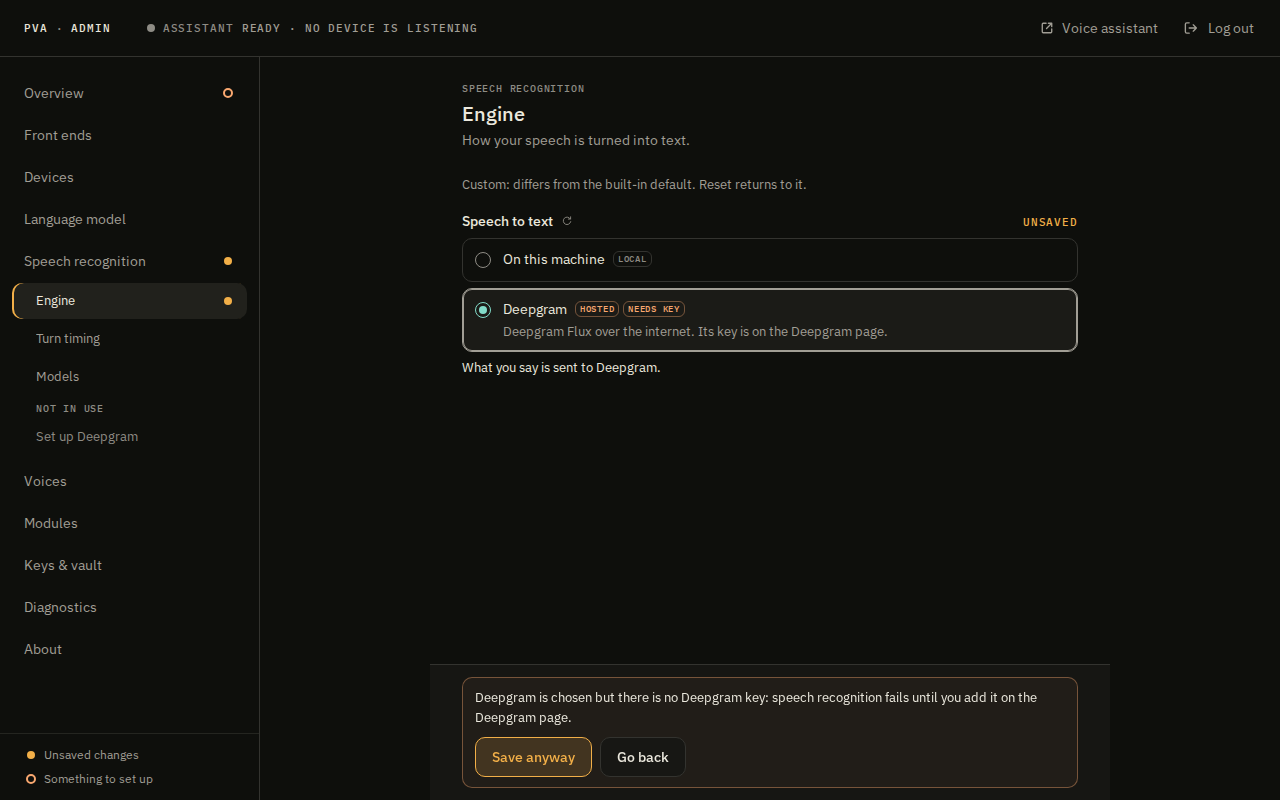 PVA · ADMIN
ASSISTANT READY · NO DEVICE IS LISTENING
Voice assistant
Log out
Overview
Front ends
Devices
Language model
Speech recognition
Engine
Turn timing
Models
NOT IN USE
Set up Deepgram
Voices
Modules
Keys & vault
Diagnostics
About
Unsaved changes
Something to set up
SPEECH RECOGNITION
Engine
How your speech is turned into text.
Custom: differs from the built-in default. Reset returns to it.
Speech to text
UNSAVED
On this machine LOCAL
Deepgram HOSTED NEEDS KEY
Deepgram Flux over the internet. Its key is on the Deepgram page.
What you say is sent to Deepgram.
Deepgram is chosen but there is no Deepgram key: speech recognition fails until you add it on the
Deepgram page.
Save anyway
Go back